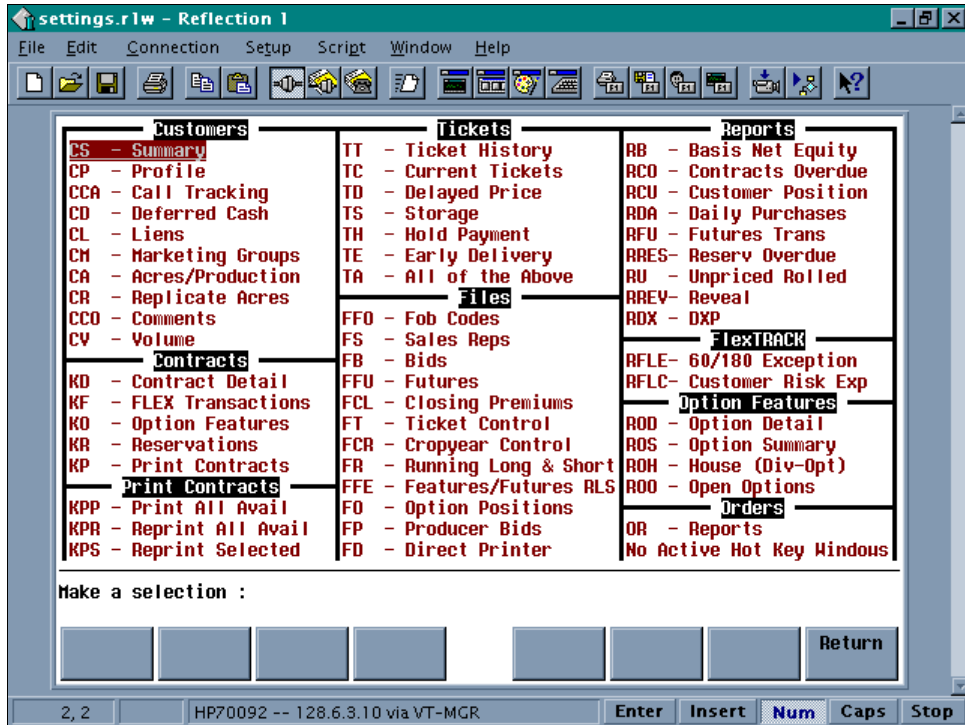 settings.r1w – Reflection 1
File Edit Connection Setup Script Window Help
Customers
CS - Summary
CP - Profile
CCA - Call Tracking
CD - Deferred Cash
CL - Liens
CM - Marketing Groups
CA - Acres/Production
CR - Replicate Acres
CCO - Comments
CV - Volume
Contracts
KD - Contract Detail
KF - FLEX Transactions
KO - Option Features
KR - Reservations
KP - Print Contracts
Print Contracts
KPP - Print All Avail
KPR - Reprint All Avail
KPS - Reprint Selected
Tickets
TT - Ticket History
TC - Current Tickets
TD - Delayed Price
TS - Storage
TH - Hold Payment
TE - Early Delivery
TA - All of the Above
Files
FFO - Fob Codes
FS - Sales Reps
FB - Bids
FFU - Futures
FCL - Closing Premiums
FT - Ticket Control
FCR - Cropyear Control
FR - Running Long & Short
FFE - Features/Futures RLS
FO - Option Positions
FP - Producer Bids
FD - Direct Printer
Reports
RB - Basis Net Equity
RCO - Contracts Overdue
RCU - Customer Position
RDA - Daily Purchases
RFU - Futures Trans
RRES- Reserv Overdue
RU - Unpriced Rolled
RREV- Reveal
RDX - DXP
FlexTRACK
RFLE- 60/180 Exception
RFLC- Customer Risk Exp
Option Features
ROD - Option Detail
ROS - Option Summary
ROH - House (Div-Opt)
ROO - Open Options
Orders
OR - Reports
No Active Hot Key Windows
Make a selection :
Return
2, 2
HP70092 -- 128.6.3.10 via VT-MGR
Enter Insert Num Caps Stop